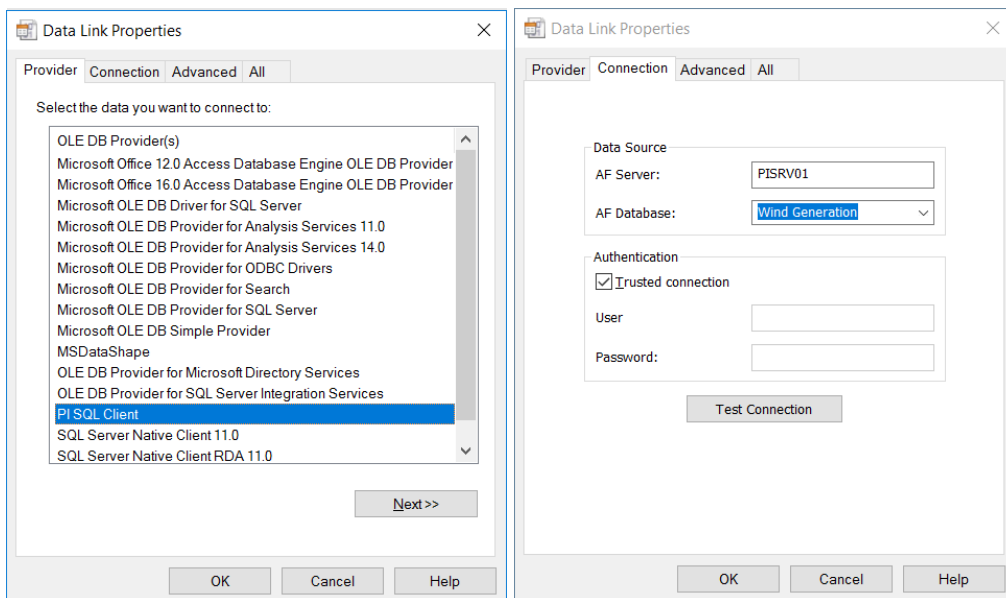 Data Link Properties
Provider Connection Advanced All
Select the data you want to connect to:
OLE DB Provider(s)
Microsoft Office 12.0 Access Database Engine OLE DB Provider
Microsoft Office 16.0 Access Database Engine OLE DB Provider
Microsoft OLE DB Driver for SQL Server
Microsoft OLE DB Provider for Analysis Services 11.0
Microsoft OLE DB Provider for Analysis Services 14.0
Microsoft OLE DB Provider for ODBC Drivers
Microsoft OLE DB Provider for Search
Microsoft OLE DB Provider for SQL Server
Microsoft OLE DB Simple Provider
MSDataShape
OLE DB Provider for Microsoft Directory Services
OLE DB Provider for SQL Server Integration Services
PI SQL Client
SQL Server Native Client 11.0
SQL Server Native Client RDA 11.0
Next >>
OK Cancel Help
Data Link Properties
Provider Connection Advanced All
Data Source
AF Server: PISRV01
AF Database: Wind Generation
Authentication
Trusted connection
User
Password:
Test Connection
OK Cancel Help